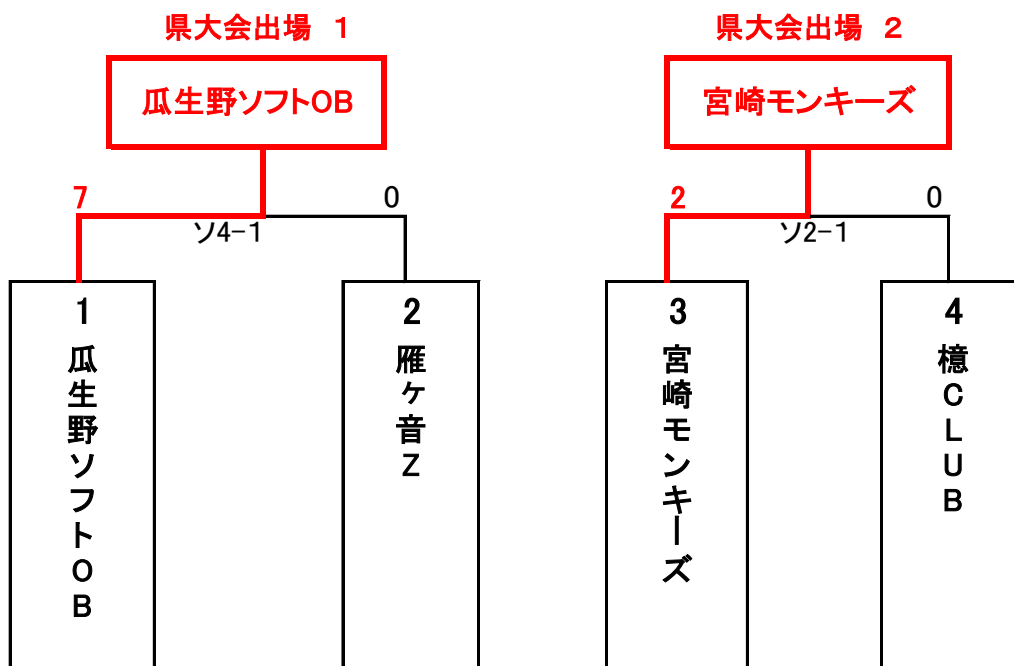 県大会出場 1
県大会出場 2
瓜生野ソフトOB
宮崎モンキーズ
7
0
2
0
ソ4-1
ソ2-1
1
2
3
4
瓜生野ソフトOB
雁ヶ音Z
宮崎モンキーズ
檍CLUB